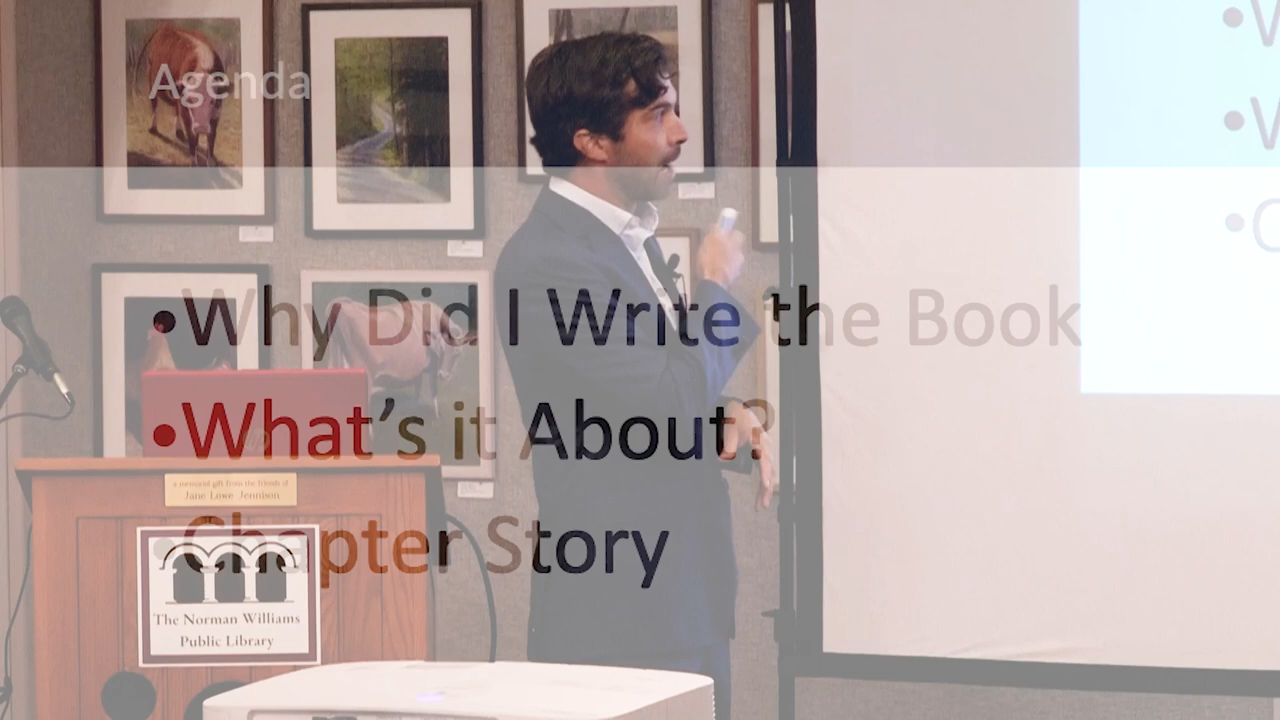 Agenda
•Why Did I Write the Book
•What's it About?
•Chapter Story
a memorial gift from the friends of
Jane Lowe Jennison
The Norman Williams
Public Library